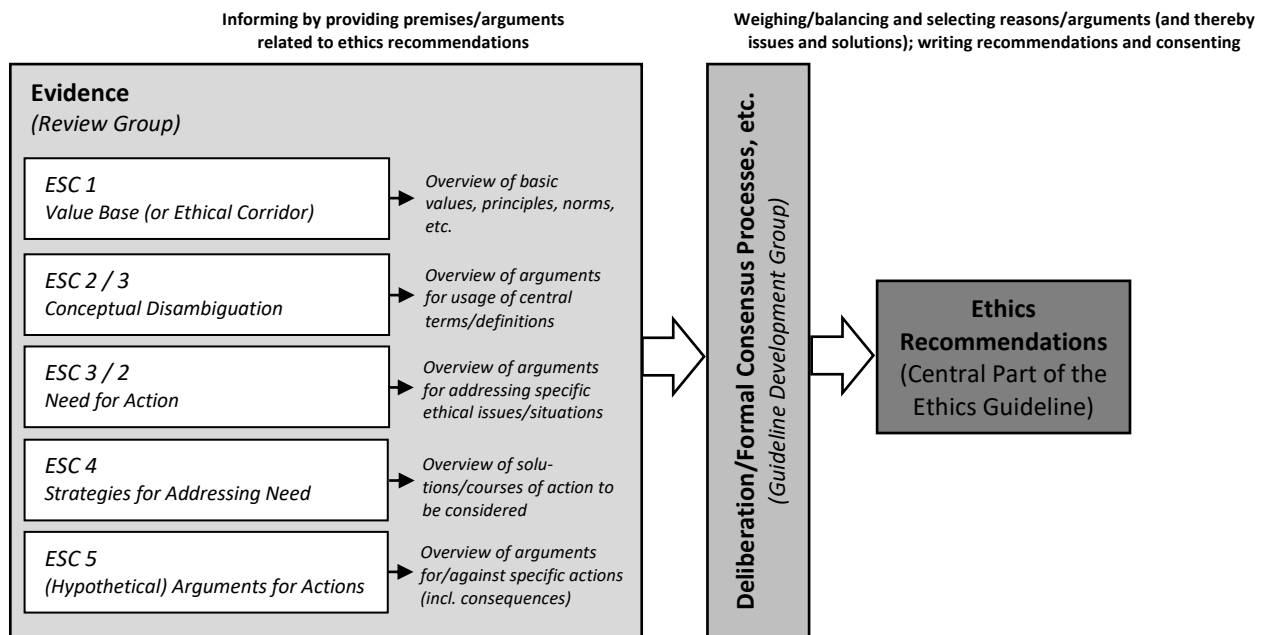 Informing by providing premises/arguments
related to ethics recommendations
Weighing/balancing and selecting reasons/arguments (and thereby
issues and solutions); writing recommendations and consenting
Evidence
(Review Group)
ESC 1
Value Base (or Ethical Corridor)
Overview of basic
values, principles, norms,
etc.
ESC 2 / 3
Conceptual Disambiguation
Overview of arguments
for usage of central
terms/definitions
ESC 3 / 2
Need for Action
Overview of arguments
for addressing specific
ethical issues/situations
ESC 4
Strategies for Addressing Need
Overview of solu-
tions/courses of action to
be considered
ESC 5
(Hypothetical) Arguments for Actions
Overview of arguments
for/against specific actions
(incl. consequences)
Deliberation/Formal Consensus Processes, etc.
(Guideline Development Group)
Ethics
Recommendations
(Central Part of the
Ethics Guideline)